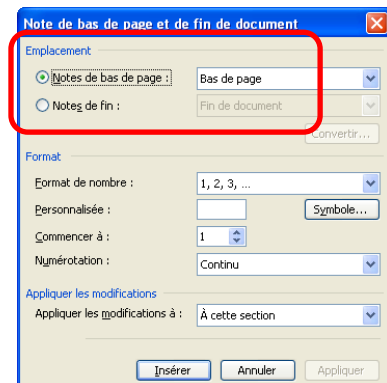 Note de bas de page et de fin de document
Emplacement
Notes de bas de page : Bas de page
Notes de fin : Fin de document
Convertir...
Format
Format de nombre : 1, 2, 3, ...
Personnalisée : Symbole...
Commencer à : 1
Numérotation : Continu
Appliquer les modifications
Appliquer les modifications à : À cette section
Insérer Annuler Appliquer